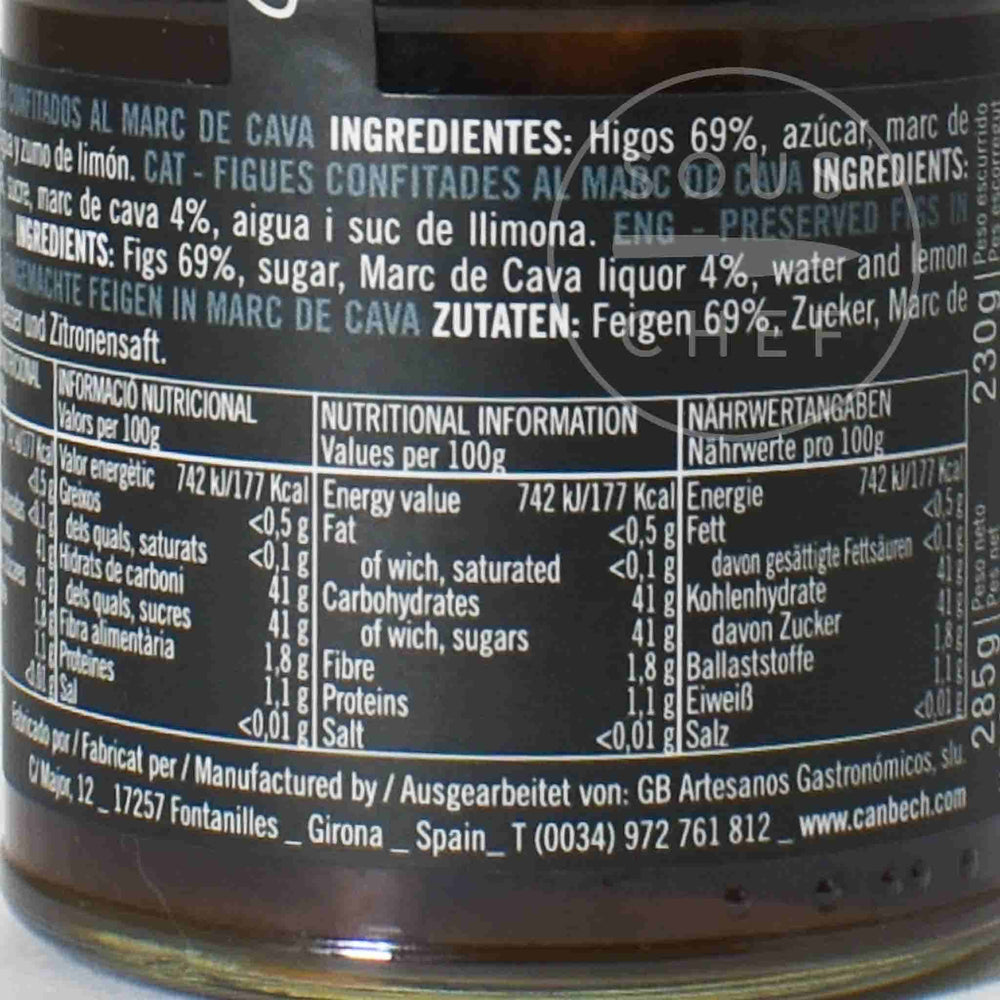 CONFITADOS AL MARC DE CAVA INGREDIENTES: Higos 69%, azúcar, marc de
y zumo de limón. CAT - FIGUES CONFITADES AL MARC DE CAVA INGREDIENTS:
sucre, marc de cava 4%, aigua i suc de llimona. ENG - PRESERVED FIGS IN
INGREDIENTS: Figs 69%, sugar, Marc de Cava liquor 4%, water and lemon
EINGEMACHTE FEIGEN IN MARC DE CAVA ZUTATEN: Feigen 69%, Zucker, Marc de
und Zitronensaft.
SOUS
CHEF
INFORMACIÓ NUTRICIONAL
Valors per 100g
Valor energètic 742 kJ/177 Kcal
Greixos <0,5 g
dels quals, saturats <0,1 g
Hidrats de carboni 41 g
dels quals, sucres 41 g
Fibra alimentària 1,8 g
Proteïnes 1,1 g
Sal <0,01 g
NUTRITIONAL INFORMATION
Values per 100g
Energy value 742 kJ/177 Kcal
Fat <0,5 g
of wich, saturated <0,1 g
Carbohydrates 41 g
of wich, sugars 41 g
Fibre 1,8 g
Proteins 1,1 g
Salt <0,01 g
NÄHRWERTANGABEN
Nährwerte pro 100g
Energie 742 kJ/177 Kcal
Fett <0,5 g
davon gesättigte Fettsäuren <0,1 g
Kohlenhydrate 41 g
davon Zucker 41 g
Ballaststoffe 1,8 g
Eiweiß 1,1 g
Salz <0,01 g
Fabricado por / Fabricat per / Manufactured by / Ausgearbeitet von: GB Artesanos Gastronómicos, slu.
C/ Major, 12 _ 17257 Fontanilles _ Girona _ Spain_ T (0034) 972 761 812 _ www.canbech.com
285g Peso neto
230g Peso escurrido